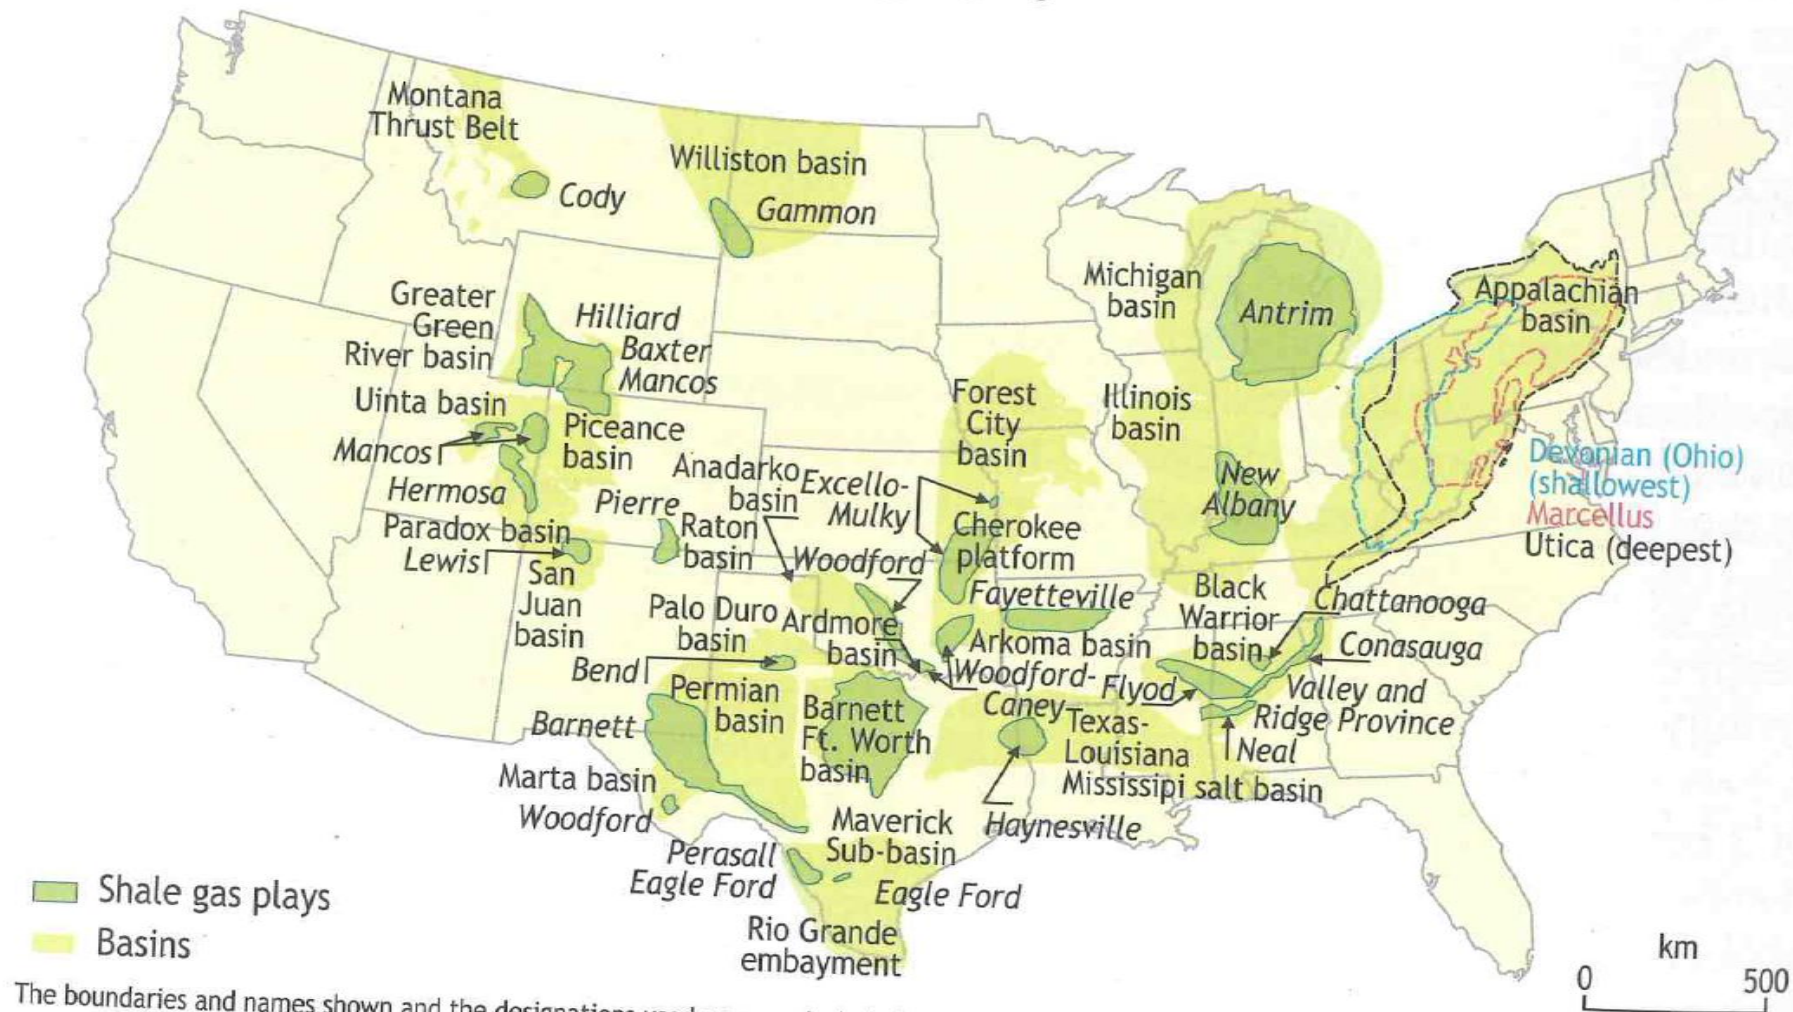 Montana
Thrust Belt
Cody
Williston basin
Gammon
Greater
Green
River basin
Hilliard
Baxter
Mancos
Michigan
basin
Antrim
Appalachian
basin
Uinta basin
Mancos
Piceance
basin
Hermosa
Paradox basin
Lewis
San
Juan
basin
Pierre
Raton
basin
Anadarko
basin
Excello-
Mulky
Forest
City
basin
Illinois
basin
New
Albany
Cherokee
platform
Woodford
Fayetteville
Devonian (Ohio)
(shallowest)
Marcellus
Utica (deepest)
Palo Duro
basin
Ardmore
basin
Arkoma basin
Black
Warrior
basin
Chattanooga
Conasauga
Bend
Permian
basin
Barnett
Barnett
Ft. Worth
basin
Woodford-
Caney
Flyod
Valley and
Ridge Province
Neal
Texas-
Louisiana
Mississipi salt basin
Haynesville
Marta basin
Woodford
Maverick
Sub-basin
Perasall
Eagle Ford
Eagle Ford
Rio Grande
embayment
Shale gas plays
Basins
km
0 500
The boundaries and names shown and the designations